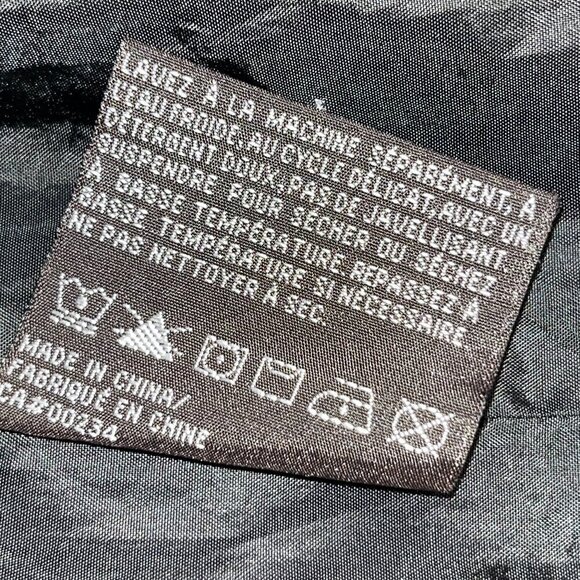 LAVEZ À LA MACHINE SÉPARÉMENT, À
L'EAU FROIDE, AU CYCLE DÉLICAT, AVEC UN
DÉTERGENT DOUX, PAS DE JAVELLISANT.
SUSPENDRE POUR SÉCHER OU SÉCHEZ
À BASSE TEMPÉRATURE. REPASSEZ À
BASSE TEMPÉRATURE SI NÉCESSAIRE.
NE PAS NETTOYER À SEC.
MADE IN CHINA/
FABRIQUÉ EN CHINE
CA#00234